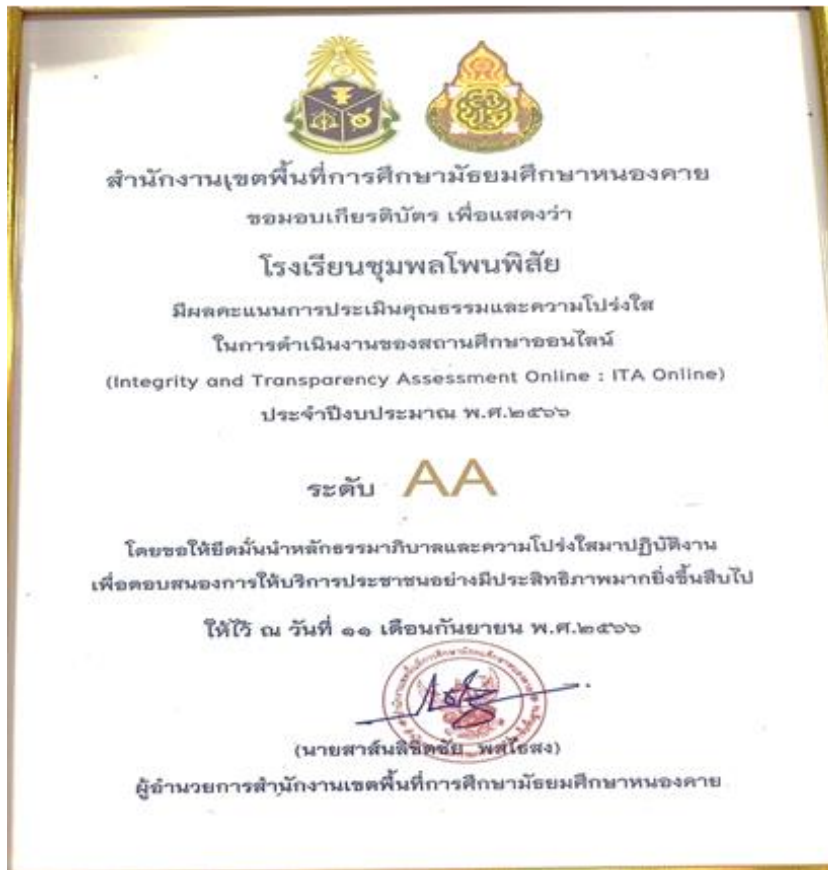 สำนักงานเขตพื้นที่การศึกษามัธยมศึกษาหนองคาย
ขอมอบเกียรติบัตร เพื่อแสดงว่า
โรงเรียนชุมพลโพนพิสัย
มีผลคะแนนการประเมินคุณธรรมและความโปร่งใส
ในการดำเนินงานของสถานศึกษาออนไลน์
(Integrity and Transparency Assessment Online : ITA Online)
ประจำปีงบประมาณ พ.ศ.๒๕๖๖
ระดับ AA
โดยขอให้ยึดมั่นนำหลักธรรมาภิบาลและความโปร่งใสมาปฏิบัติงาน
เพื่อตอบสนองการให้บริการประชาชนอย่างมีประสิทธิภาพมากยิ่งขึ้นสืบไป
ให้ไว้ ณ วันที่ ๑๑ เดือนกันยายน พ.ศ.๒๕๖๖
(นายสาส์นลิขิตชัย
ผู้อำนวยการสำนักงานเขตพื้นที่การศึกษามัธยมศึกษาหนองคาย